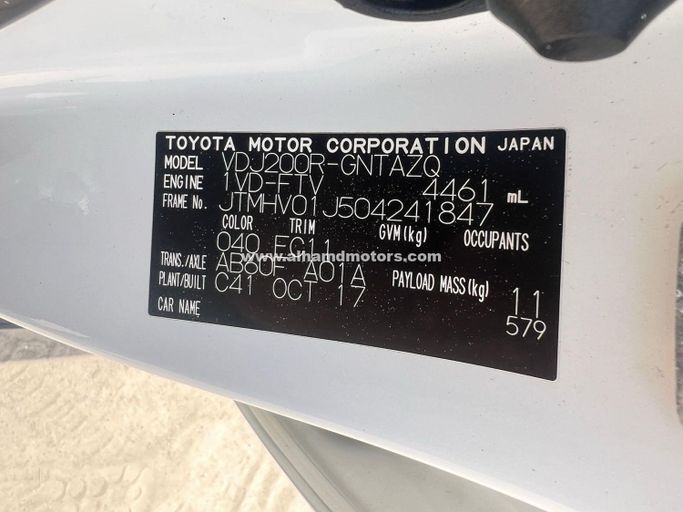 TOYOTA MOTOR CORPORATION JAPAN
MODEL VDJ200R-GNTAZQ
ENGINE 1VD-FTV 4461 mL
FRAME No. JTMHV01J504241847
COLOR TRIM GVM(kg) OCCUPANTS
040 FC11
www.alhamdmotors.com
TRANS./AXLE AB60F A01A
PLANT/BUILT C41 OCT 17 PAYLOAD MASS(kg) 11
CAR NAME 579